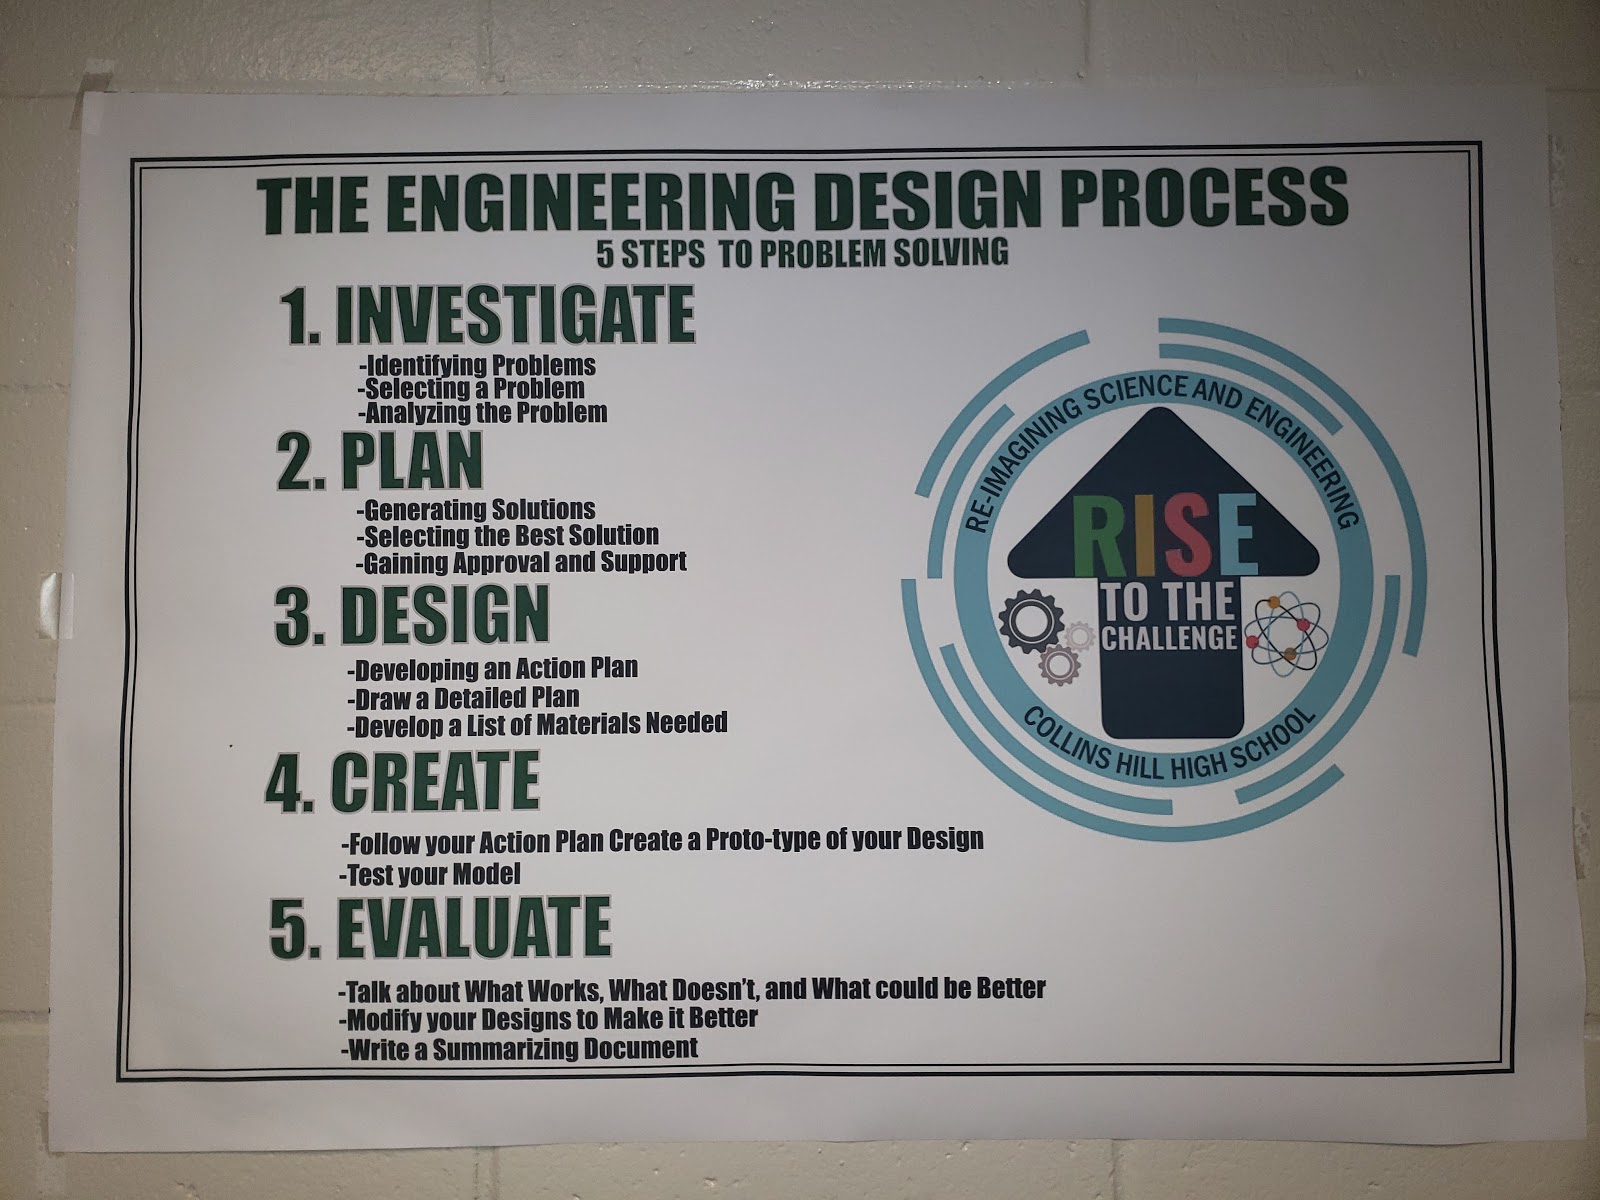 THE ENGINEERING DESIGN PROCESS
5 STEPS TO PROBLEM SOLVING
1. INVESTIGATE
-Identifying Problems
-Selecting a Problem
-Analyzing the Problem
2. PLAN
-Generating Solutions
-Selecting the Best Solution
-Gaining Approval and Support
3. DESIGN
-Developing an Action Plan
-Draw a Detailed Plan
-Develop a List of Materials Needed
4. CREATE
-Follow your Action Plan Create a Proto-type of your Design
-Test your Model
5. EVALUATE
-Talk about What Works, What Doesn't, and What could be Better
-Modify your Designs to Make it Better
-Write a Summarizing Document
RE-IMAGINING SCIENCE AND ENGINEERING
RISE
TO THE
CHALLENGE
COLLINS HILL HIGH SCHOOL